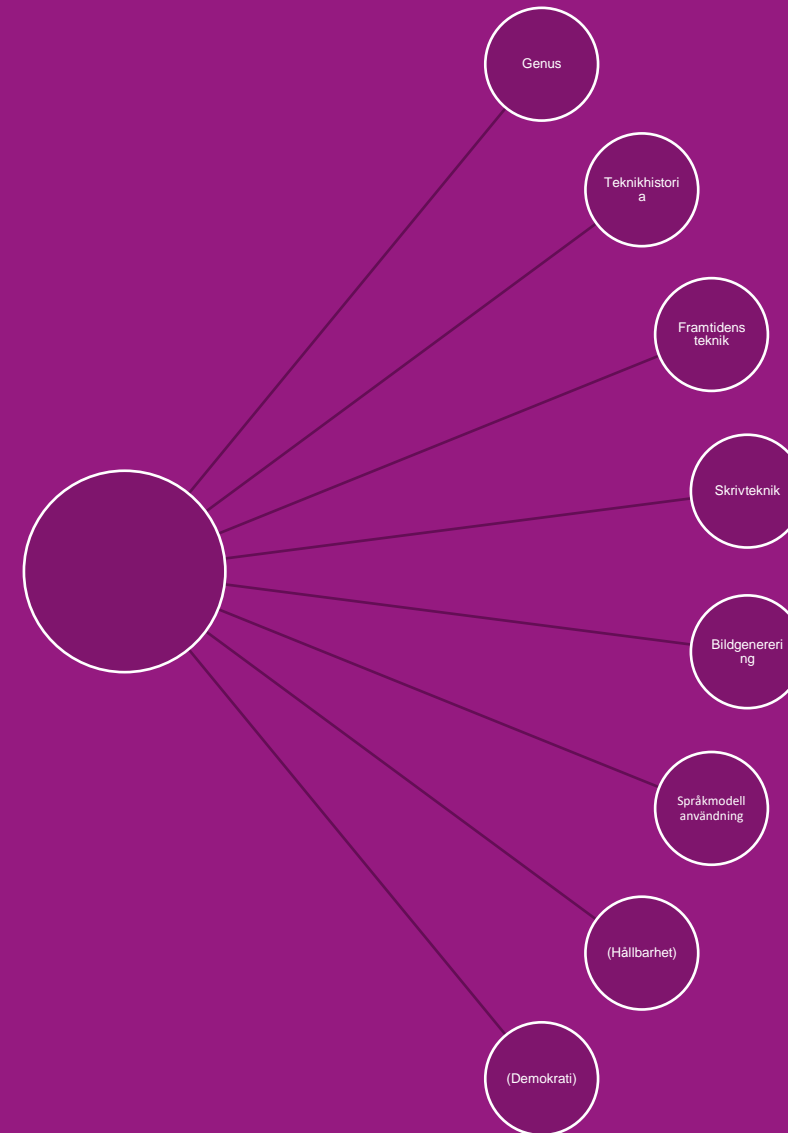 Genus
Teknikhistori
a
Framtidens
teknik
Skrivteknik
Bildgenereri
ng
Språkmodell
användning
(Hållbarhet)
(Demokrati)